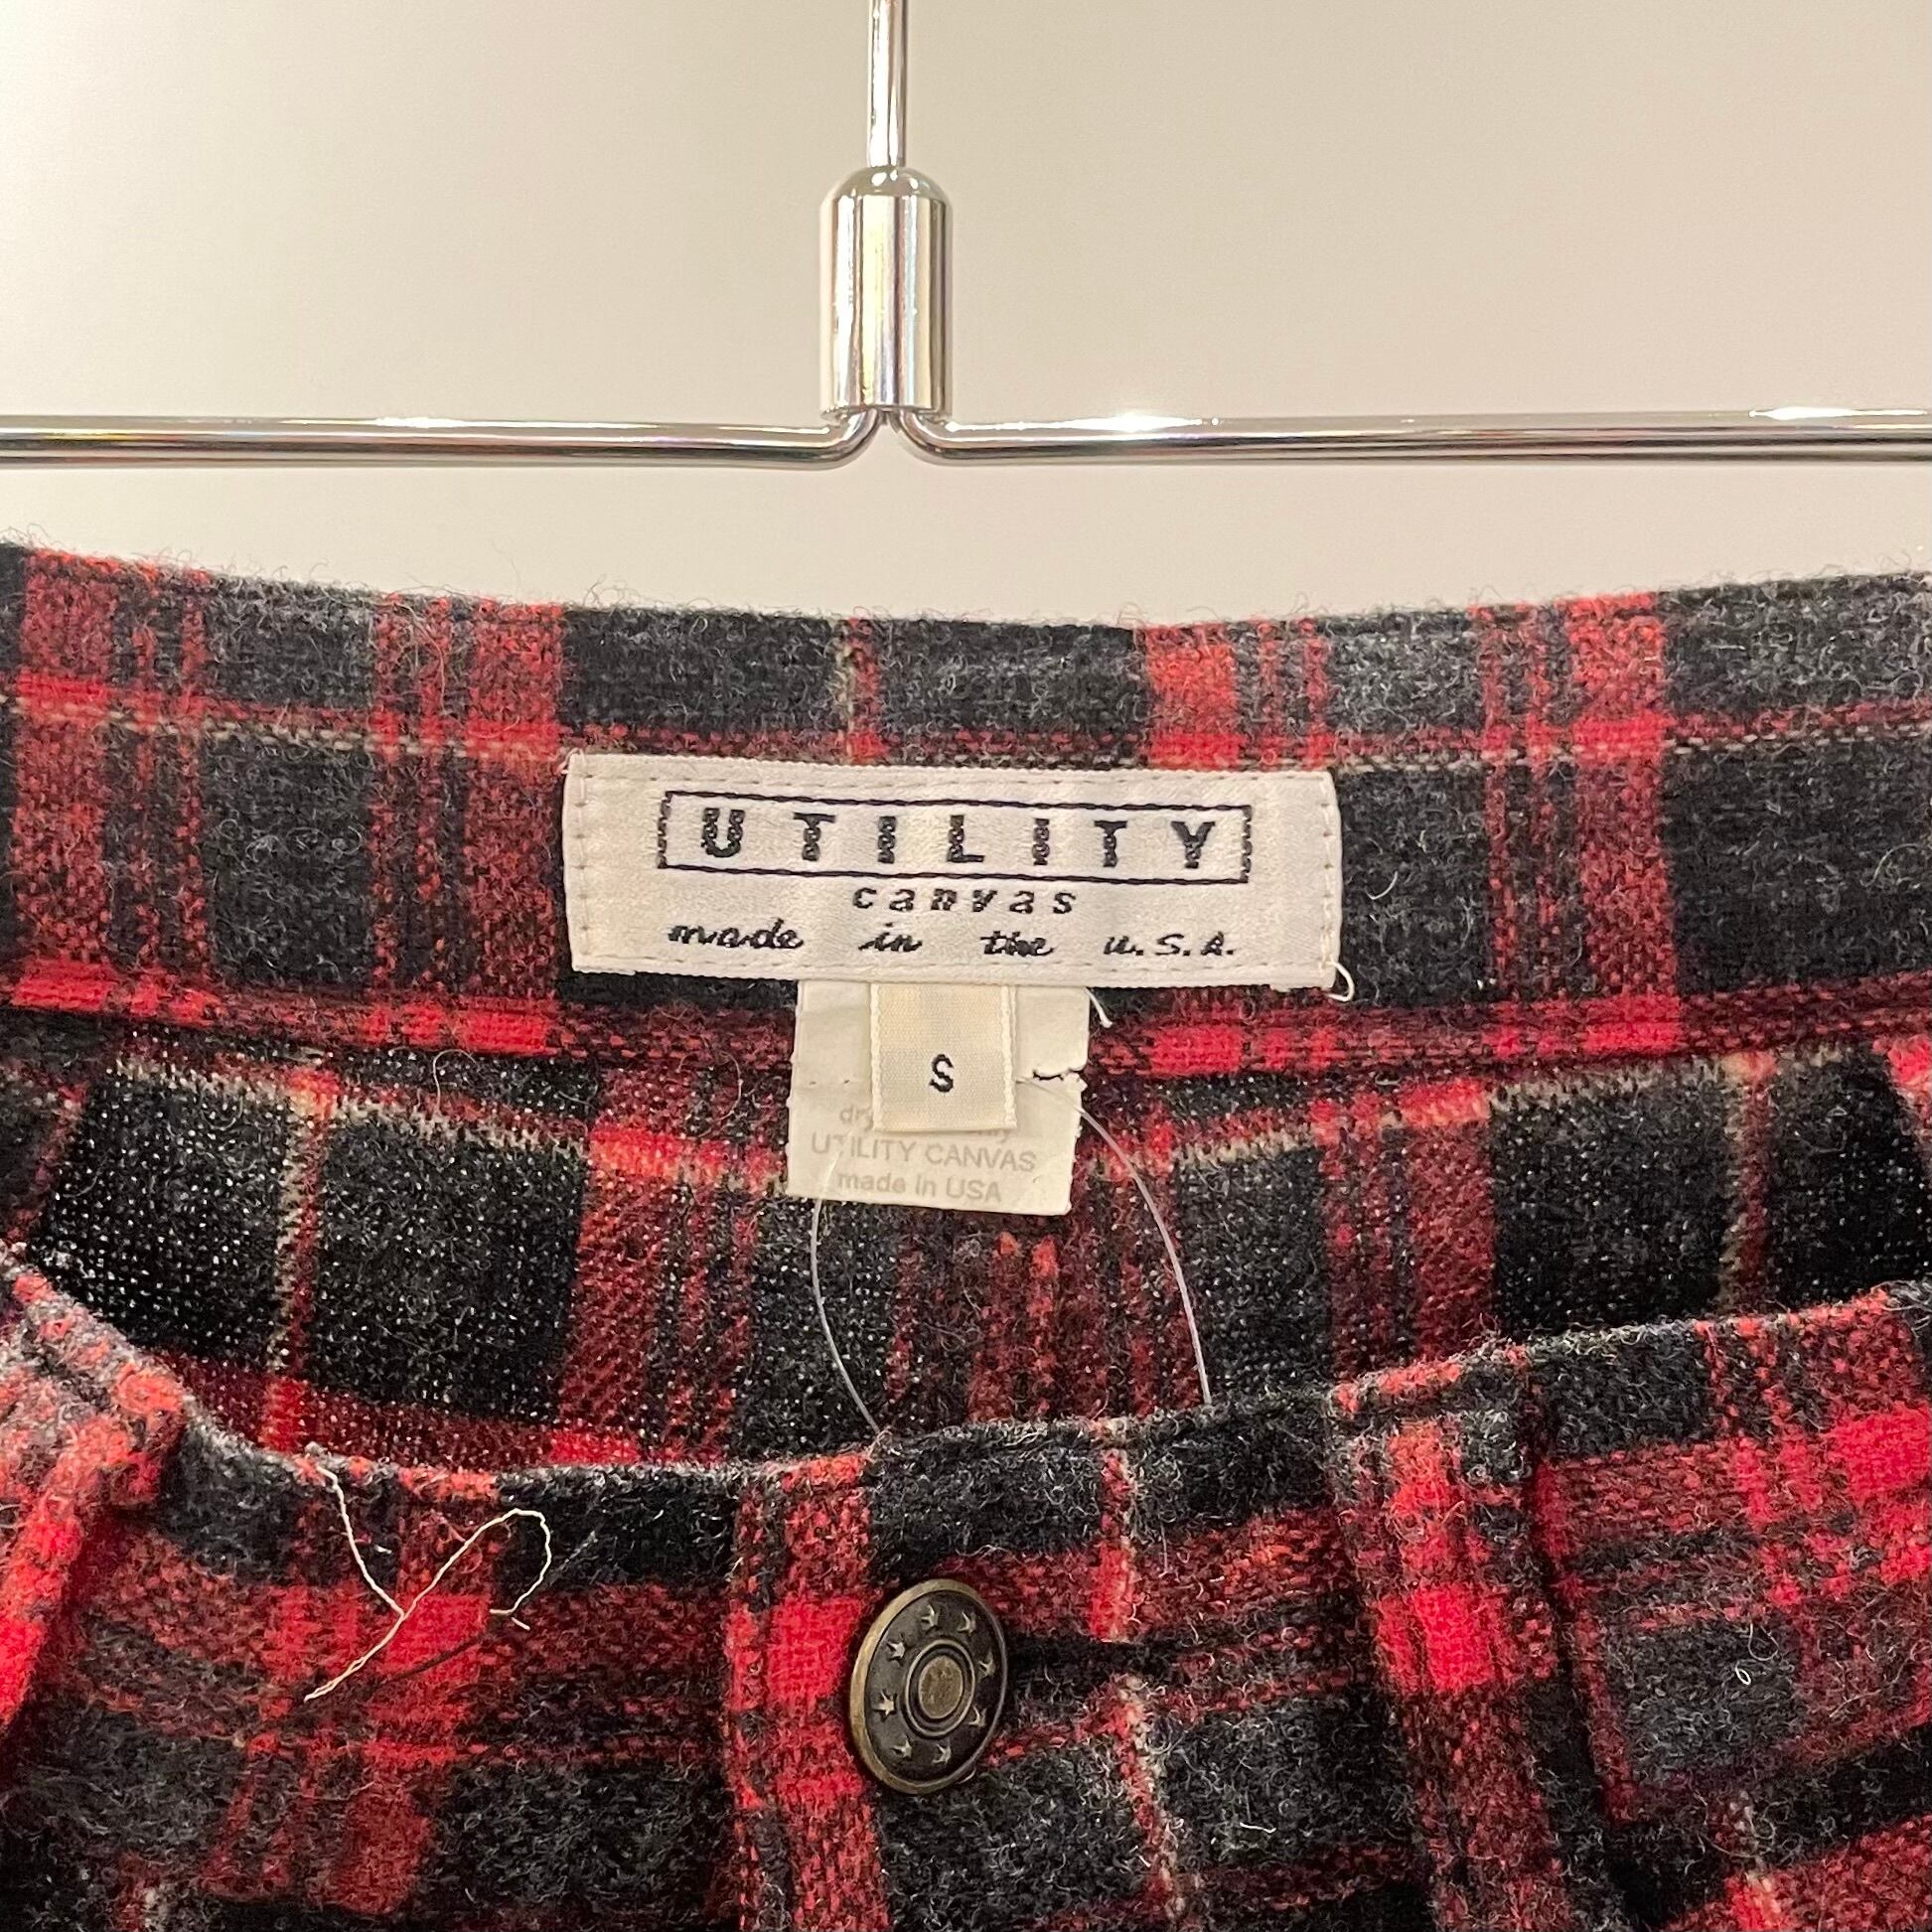 UTILITY
canvas
made in the u.S.A.
S
UTILITY CANVAS
made in USA